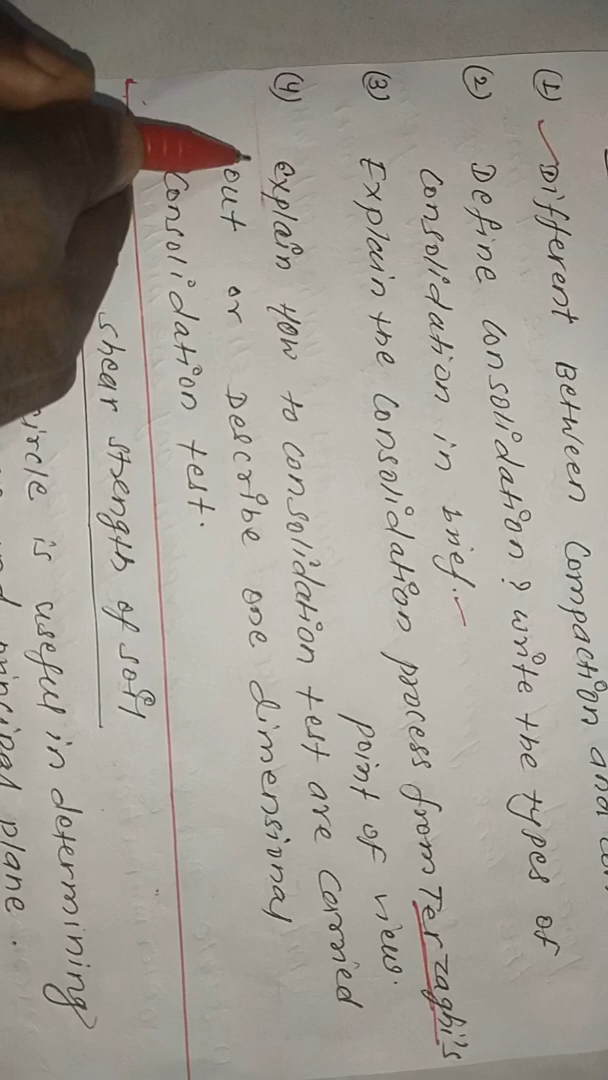 (1) Different Between Compaction and
(2) Define Consolidation? write the types of
Consolidation in brief.
(3) Explain the Consolidation process from Terzaghi's
point of view.
(4) Explain How to consolidation test are carried
out or Describe one dimensional
Consolidation test.
Shear strength of soil
circle is useful in determining
principal plane.